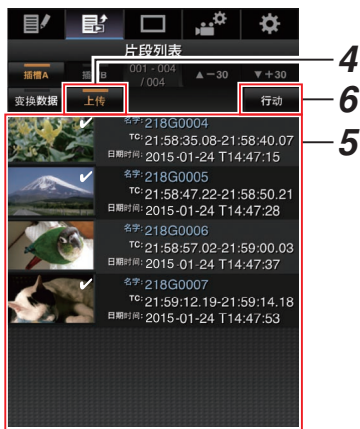 片段列表
插槽A 插槽B 001 - 004 / 004 ▲−30 ▼+30
变换数据 上传 行动
4
6
5
名字: 218G0004
TC: 21:58:35.08-21:58:40.07
日期时间: 2015-01-24 T14:47:15
名字: 218G0005
TC: 21:58:47.22-21:58:50.21
日期时间: 2015-01-24 T14:47:28
名字: 218G0006
TC: 21:58:57.02-21:59:00.03
日期时间: 2015-01-24 T14:47:37
名字: 218G0007
TC: 21:59:12.19-21:59:14.18
日期时间: 2015-01-24 T14:47:53